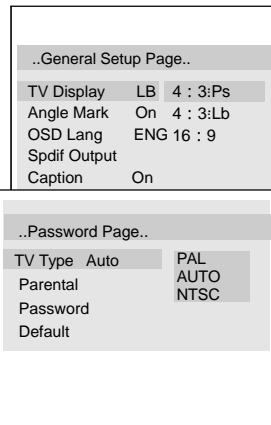 ..General Setup Page..
TV Display LB 4 : 3:Ps
Angle Mark On 4 : 3:Lb
OSD Lang ENG 16 : 9
Spdif Output
Caption On
..Password Page..
TV Type Auto PAL
Parental AUTO
NTSC
Password
Default